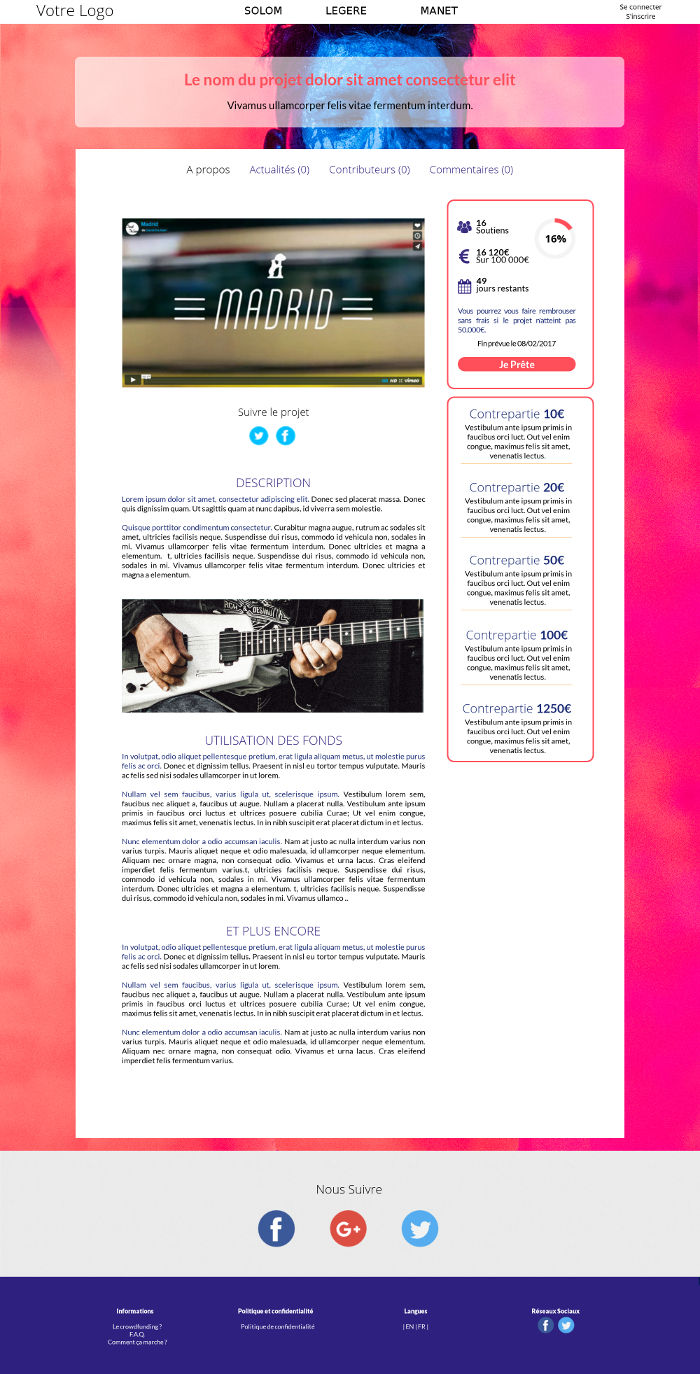 Votre Logo
SOLOM LEGERE MANET
Se connecter
S'inscrire
Le nom du projet dolor sit amet consectetur elit
Vivamus ullamcorper felis vitae fermentum interdum.
A propos Actualités (0) Contributeurs (0) Commentaires (0)
Madrid
MADRID
HD vimeo
Suivre le projet
DESCRIPTION
Lorem ipsum dolor sit amet, consectetur adipiscing elit. Donec sed placerat massa. Donec
quis dignissim quam. Ut sagittis quam at nunc dapibus, id viverra sem molestie.
Quisque porttitor condimentum consectetur. Curabitur magna augue, rutrum ac sodales sit
amet, ultricies facilisis neque. Suspendisse dui risus, commodo id vehicula non, sodales in
mi. Vivamus ullamcorper felis vitae fermentum interdum. Donec ultricies et magna a
elementum. t, ultricies facilisis neque. Suspendisse dui risus, commodo id vehicula non,
sodales in mi. Vivamus ullamcorper felis vitae fermentum interdum. Donec ultricies et
magna a elementum.
UTILISATION DES FONDS
In volutpat, odio aliquet pellentesque pretium, erat ligula aliquam metus, ut molestie purus
felis ac orci. Donec et dignissim tellus. Praesent in nisl eu tortor tempus vulputate. Mauris
ac felis sed nisi sodales ullamcorper in ut lorem.
Nullam vel sem faucibus, varius ligula ut, scelerisque ipsum. Vestibulum lorem sem,
faucibus nec aliquet a, faucibus ut augue. Nullam a placerat nulla. Vestibulum ante ipsum
primis in faucibus orci luctus et ultrices posuere cubilia Curae; Ut vel enim congue,
maximus felis sit amet, venenatis lectus. In in nibh suscipit erat placerat dictum in et lectus.
Nunc elementum dolor a odio accumsan iaculis. Nam at justo ac nulla interdum varius non
varius turpis. Mauris aliquet neque et odio malesuada, id ullamcorper neque elementum.
Aliquam nec ornare magna, non consequat odio. Vivamus et urna lacus. Cras eleifend
imperdiet felis fermentum varius.t, ultricies facilisis neque. Suspendisse dui risus,
commodo id vehicula non, sodales in mi. Vivamus ullamcorper felis vitae fermentum
interdum. Donec ultricies et magna a elementum. t, ultricies facilisis neque. Suspendisse
dui risus, commodo id vehicula non, sodales in mi. Vivamus ullamco ..
ET PLUS ENCORE
In volutpat, odio aliquet pellentesque pretium, erat ligula aliquam metus, ut molestie purus
felis ac orci. Donec et dignissim tellus. Praesent in nisl eu tortor tempus vulputate. Mauris
ac felis sed nisi sodales ullamcorper in ut lorem.
Nullam vel sem faucibus, varius ligula ut, scelerisque ipsum. Vestibulum lorem sem,
faucibus nec aliquet a, faucibus ut augue. Nullam a placerat nulla. Vestibulum ante ipsum
primis in faucibus orci luctus et ultrices posuere cubilia Curae; Ut vel enim congue,
maximus felis sit amet, venenatis lectus. In in nibh suscipit erat placerat dictum in et lectus.
Nunc elementum dolor a odio accumsan iaculis. Nam at justo ac nulla interdum varius non
varius turpis. Mauris aliquet neque et odio malesuada, id ullamcorper neque elementum.
Aliquam nec ornare magna, non consequat odio. Vivamus et urna lacus. Cras eleifend
imperdiet felis fermentum varius.
16
Soutiens
16%
16 120€
Sur 100 000€
49
jours restants
Vous pourrez vous faire rembrouser
sans frais si le projet n'atteint pas
50.000€.
Fin prévue le 08/02/2017
Je Prête
Contrepartie 10€
Vestibulum ante ipsum primis in
faucibus orci luct. Out vel enim
congue, maximus felis sit amet,
venenatis lectus.
Contrepartie 20€
Vestibulum ante ipsum primis in
faucibus orci luct. Out vel enim
congue, maximus felis sit amet,
venenatis lectus.
Contrepartie 50€
Vestibulum ante ipsum primis in
faucibus orci luct. Out vel enim
congue, maximus felis sit amet,
venenatis lectus.
Contrepartie 100€
Vestibulum ante ipsum primis in
faucibus orci luct. Out vel enim
congue, maximus felis sit amet,
venenatis lectus.
Contrepartie 1250€
Vestibulum ante ipsum primis in
faucibus orci luct. Out vel enim
congue, maximus felis sit amet,
venenatis lectus.
Nous Suivre
Informations
Le crowdfunding ?
F.A.Q.
Comment ça marche ?
Politique et confidentialité
Politique de confidentialité
Langues
| EN | FR |
Réseaux Sociaux